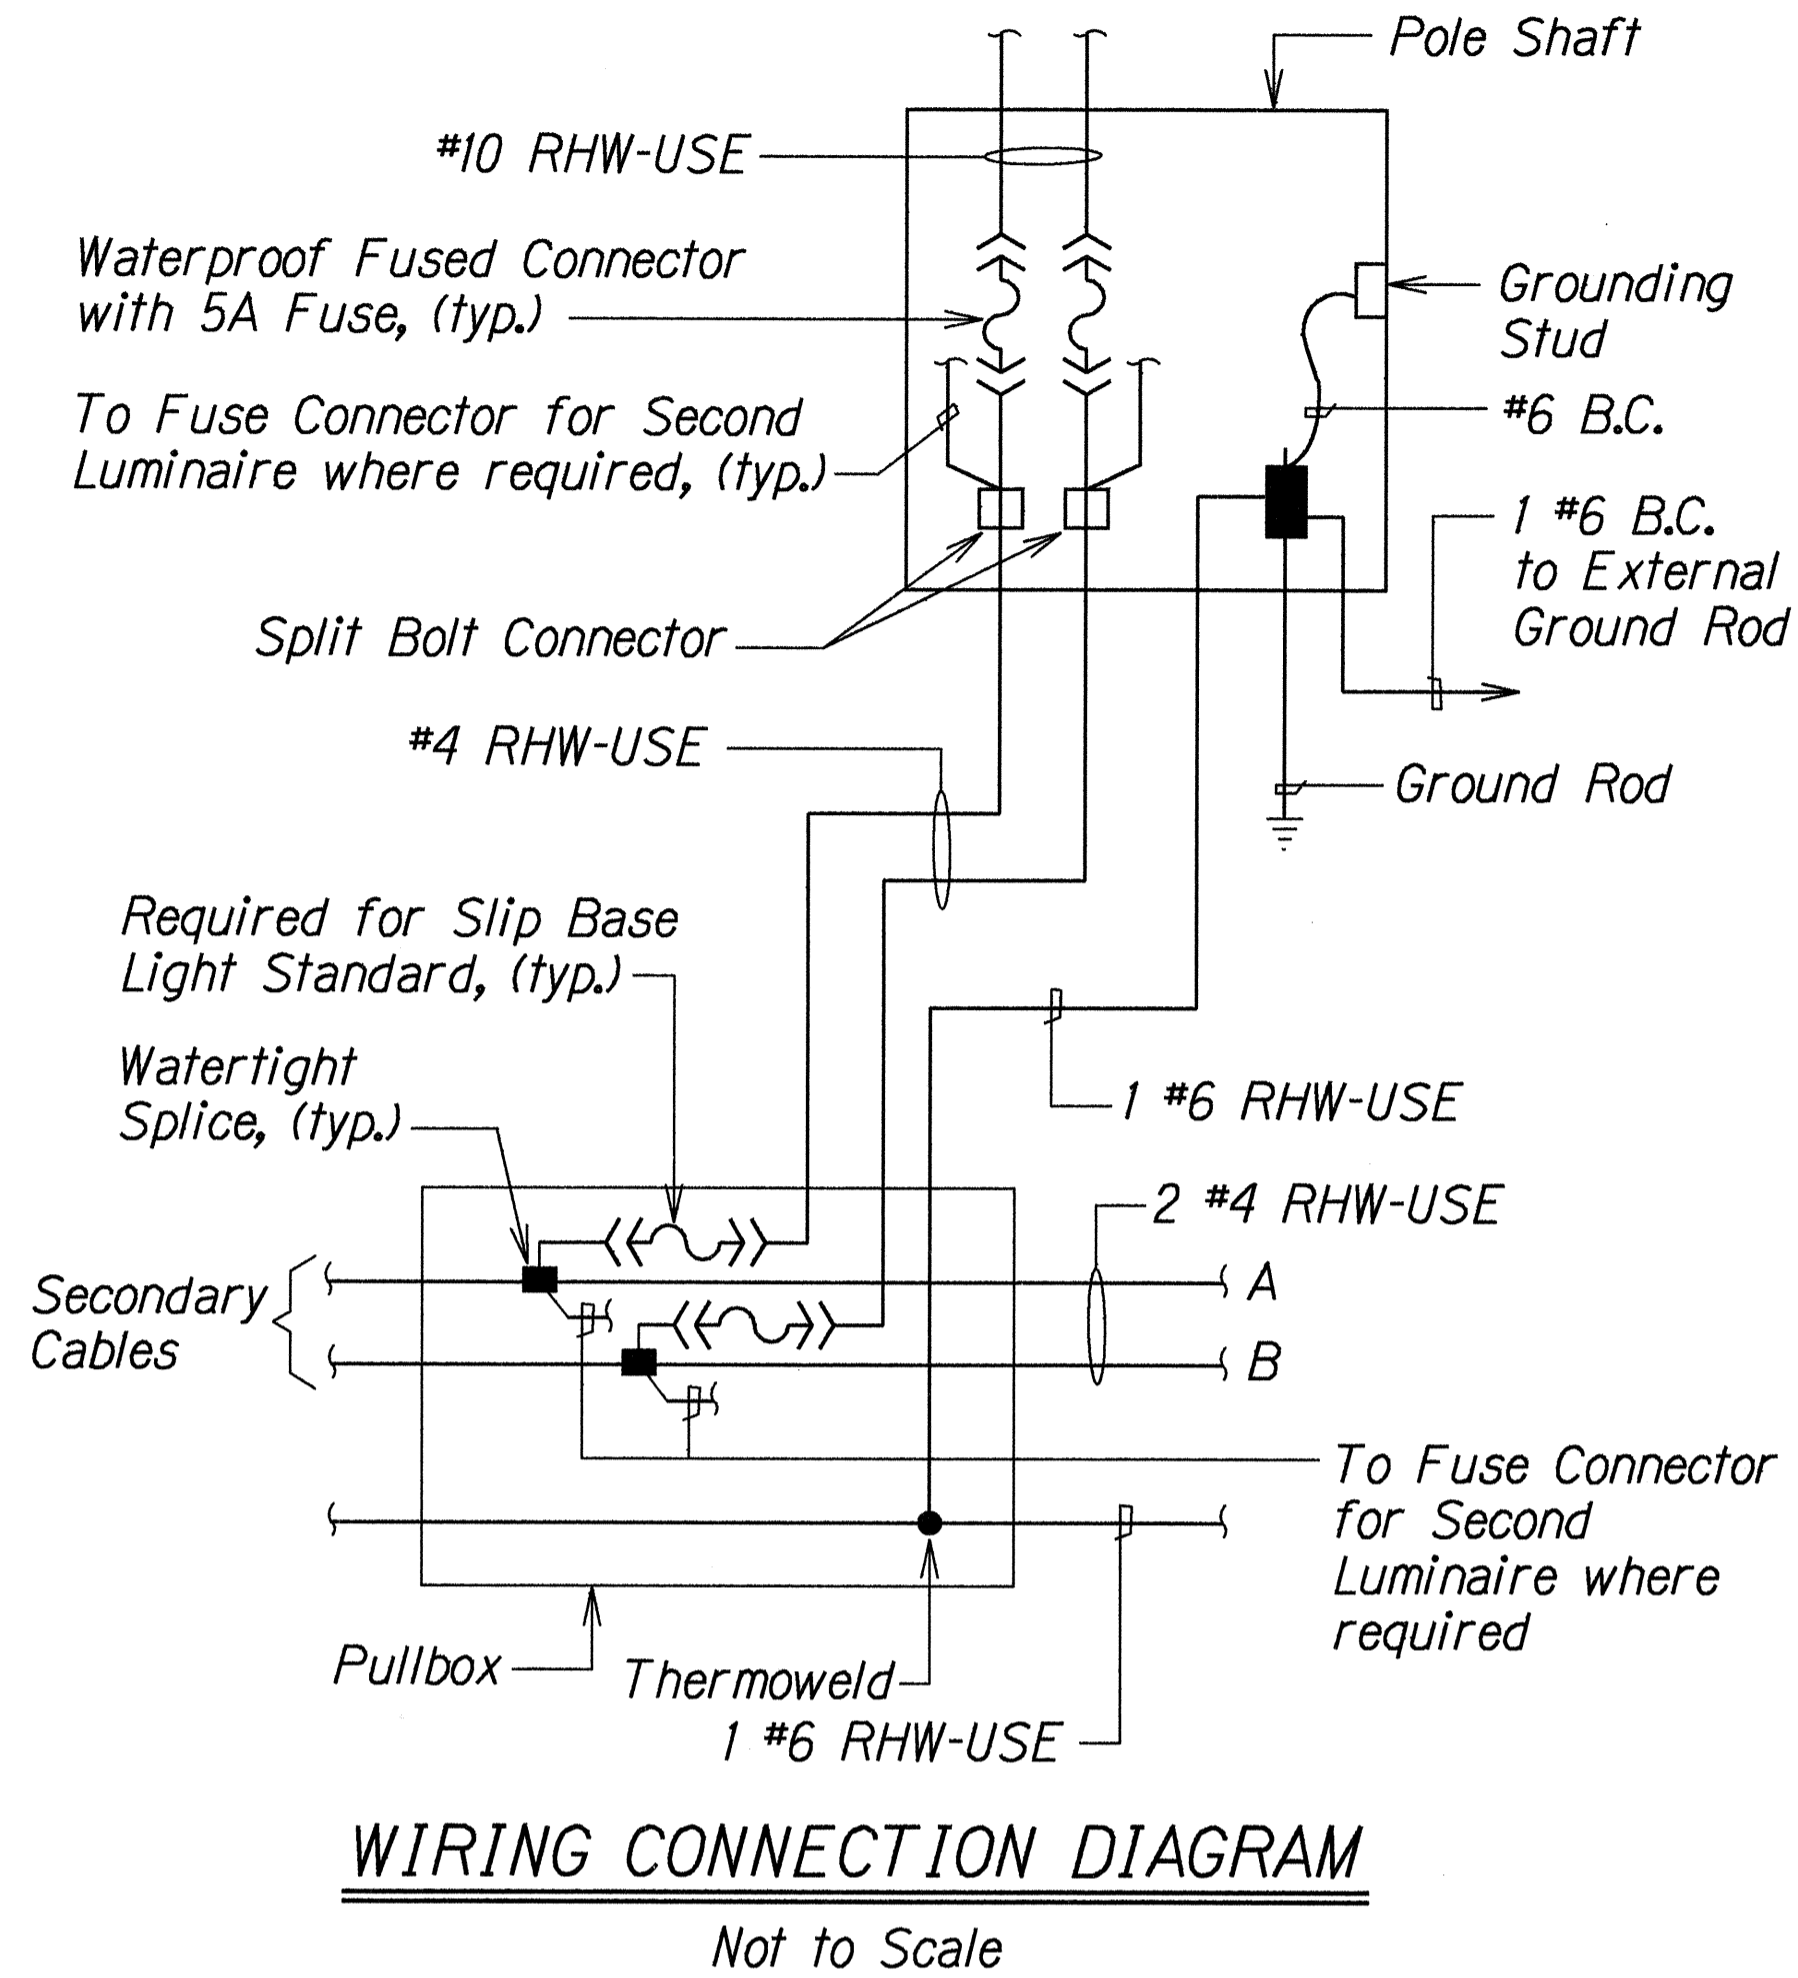 Pole Shaft
#10 RHW-USE
Waterproof Fused Connector
with 5A Fuse, (typ.)
Grounding
Stud
To Fuse Connector for Second
Luminaire where required, (typ.)
#6 B.C.
1 #6 B.C.
to External
Ground Rod
Split Bolt Connector
#4 RHW-USE
Ground Rod
Required for Slip Base
Light Standard, (typ.)
Watertight
Splice, (typ.)
1 #6 RHW-USE
2 #4 RHW-USE
Secondary
Cables
A
B
To Fuse Connector
for Second
Luminaire where
required
Pullbox
Thermoweld
1 #6 RHW-USE
WIRING CONNECTION DIAGRAM
Not to Scale